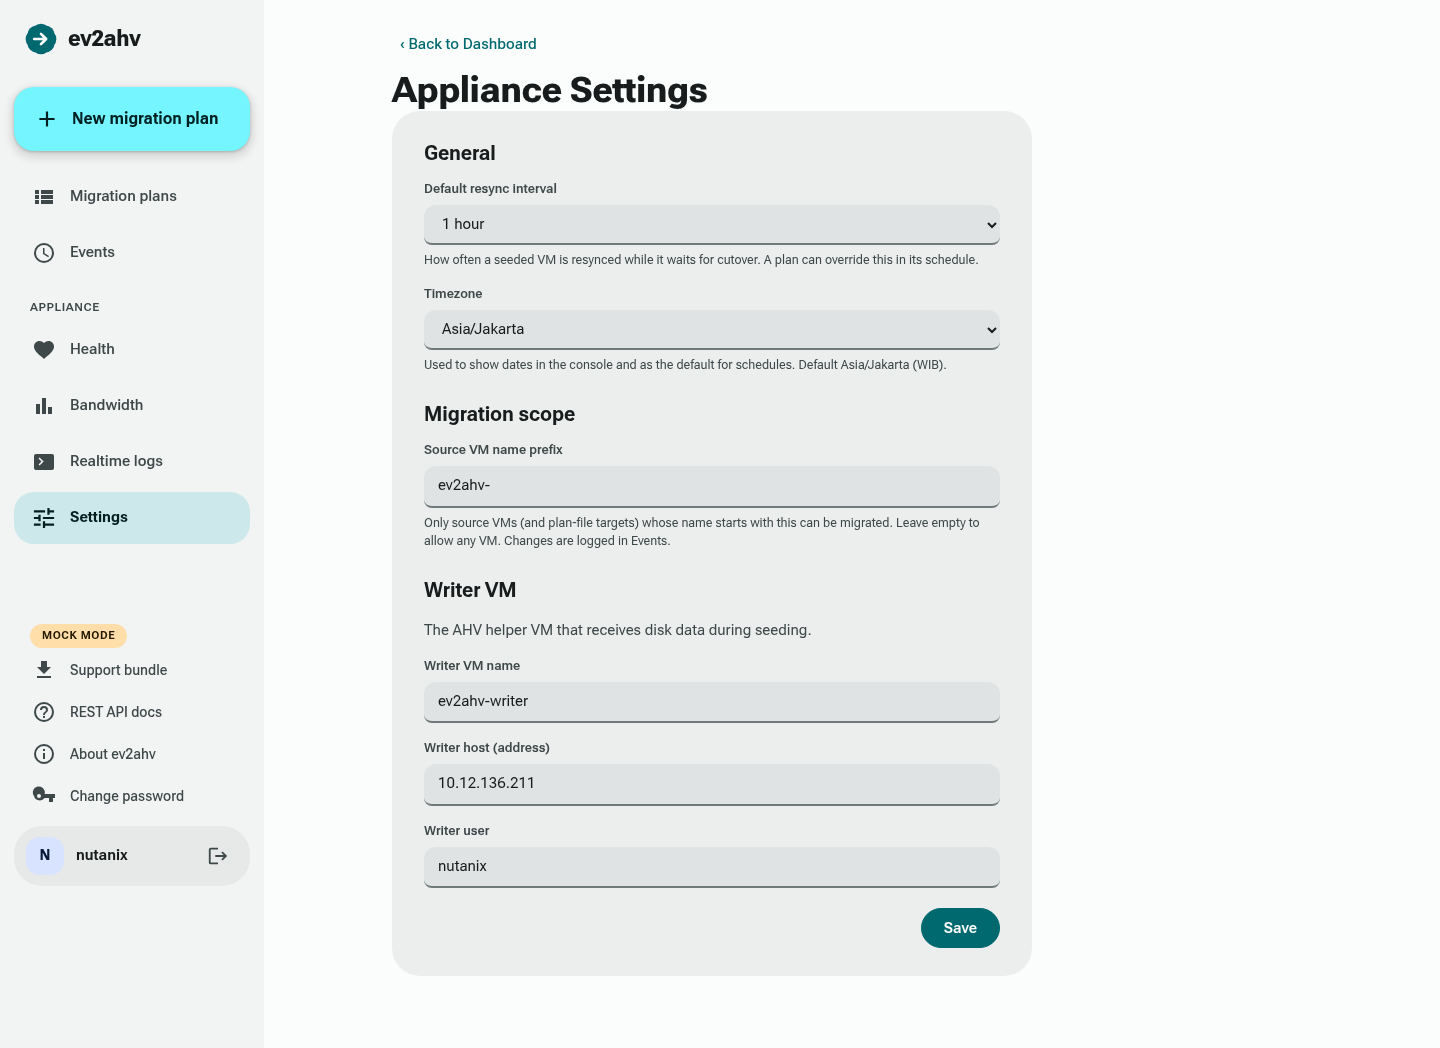 ev2ahv
New migration plan
Migration plans
Events
APPLIANCE
Health
Bandwidth
Realtime logs
Settings
MOCK MODE
Support bundle
REST API docs
About ev2ahv
Change password
N
nutanix
‹ Back to Dashboard
Appliance Settings
General
Default resync interval
1 hour
How often a seeded VM is resynced while it waits for cutover. A plan can override this in its schedule.
Timezone
Asia/Jakarta
Used to show dates in the console and as the default for schedules. Default Asia/Jakarta (WIB).
Migration scope
Source VM name prefix
ev2ahv-
Only source VMs (and plan-file targets) whose name starts with this can be migrated. Leave empty to
allow any VM. Changes are logged in Events.
Writer VM
The AHV helper VM that receives disk data during seeding.
Writer VM name
ev2ahv-writer
Writer host (address)
10.12.136.211
Writer user
nutanix
Save